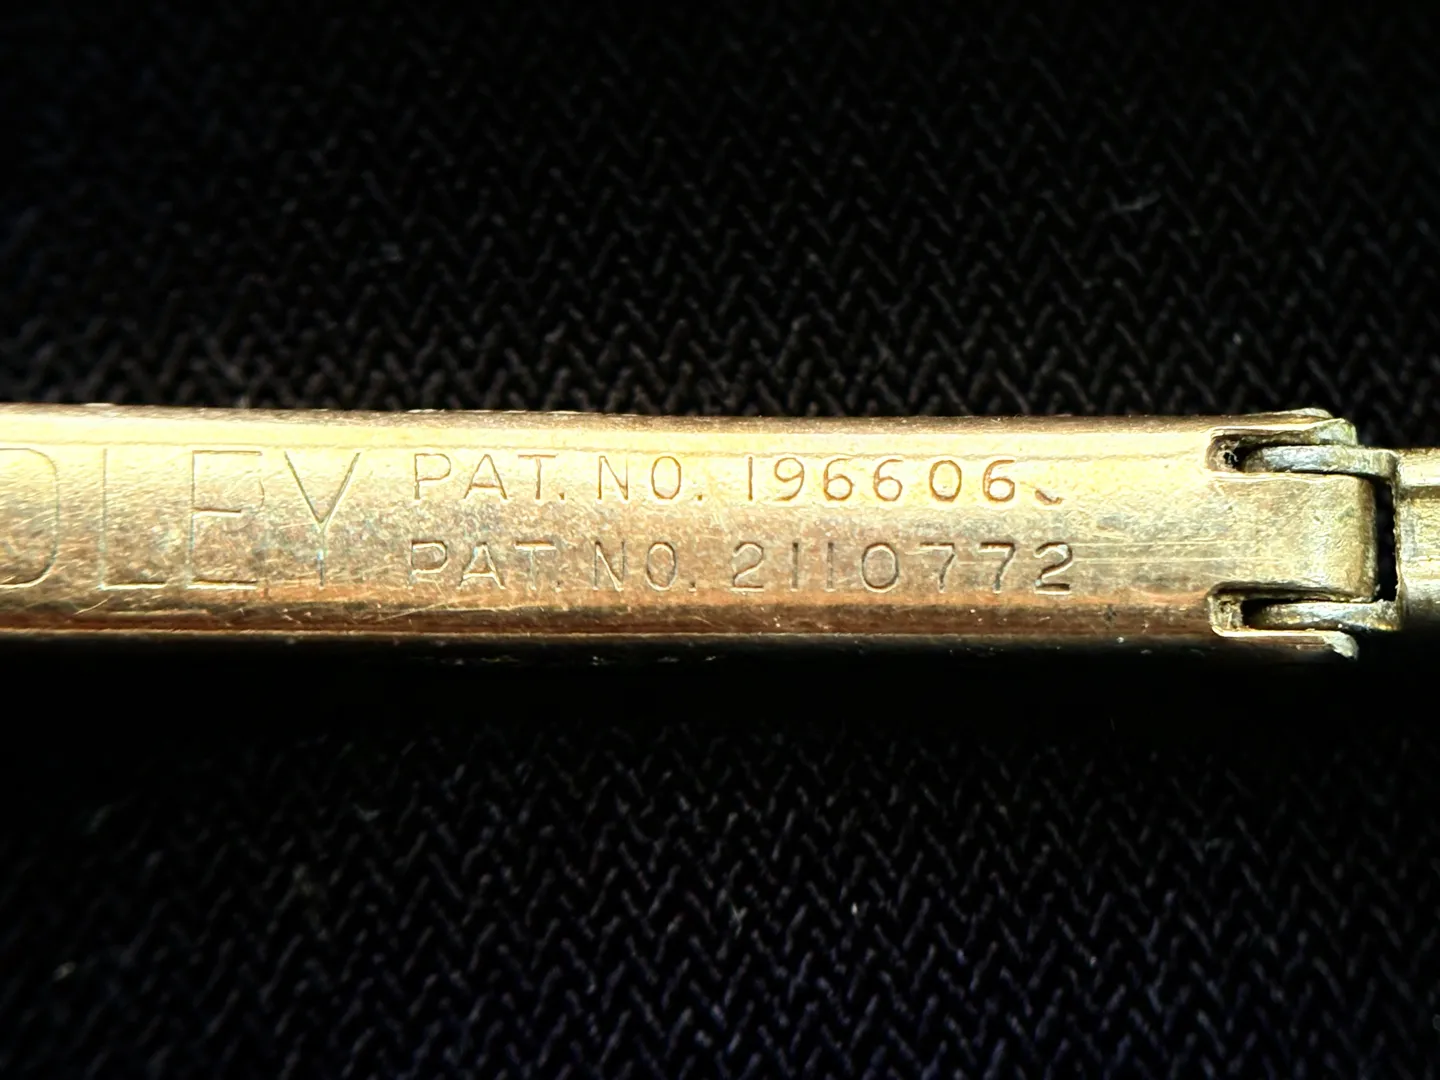 DLEY
PAT. NO. 196606
PAT. NO. 2110772